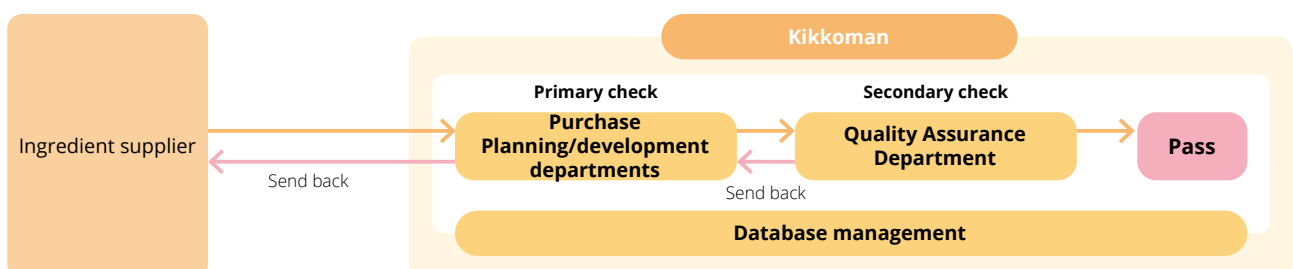 Kikkoman
Primary check
Secondary check
Ingredient supplier
Purchase
Planning/development
departments
Quality Assurance
Department
Pass
Send back
Send back
Database management